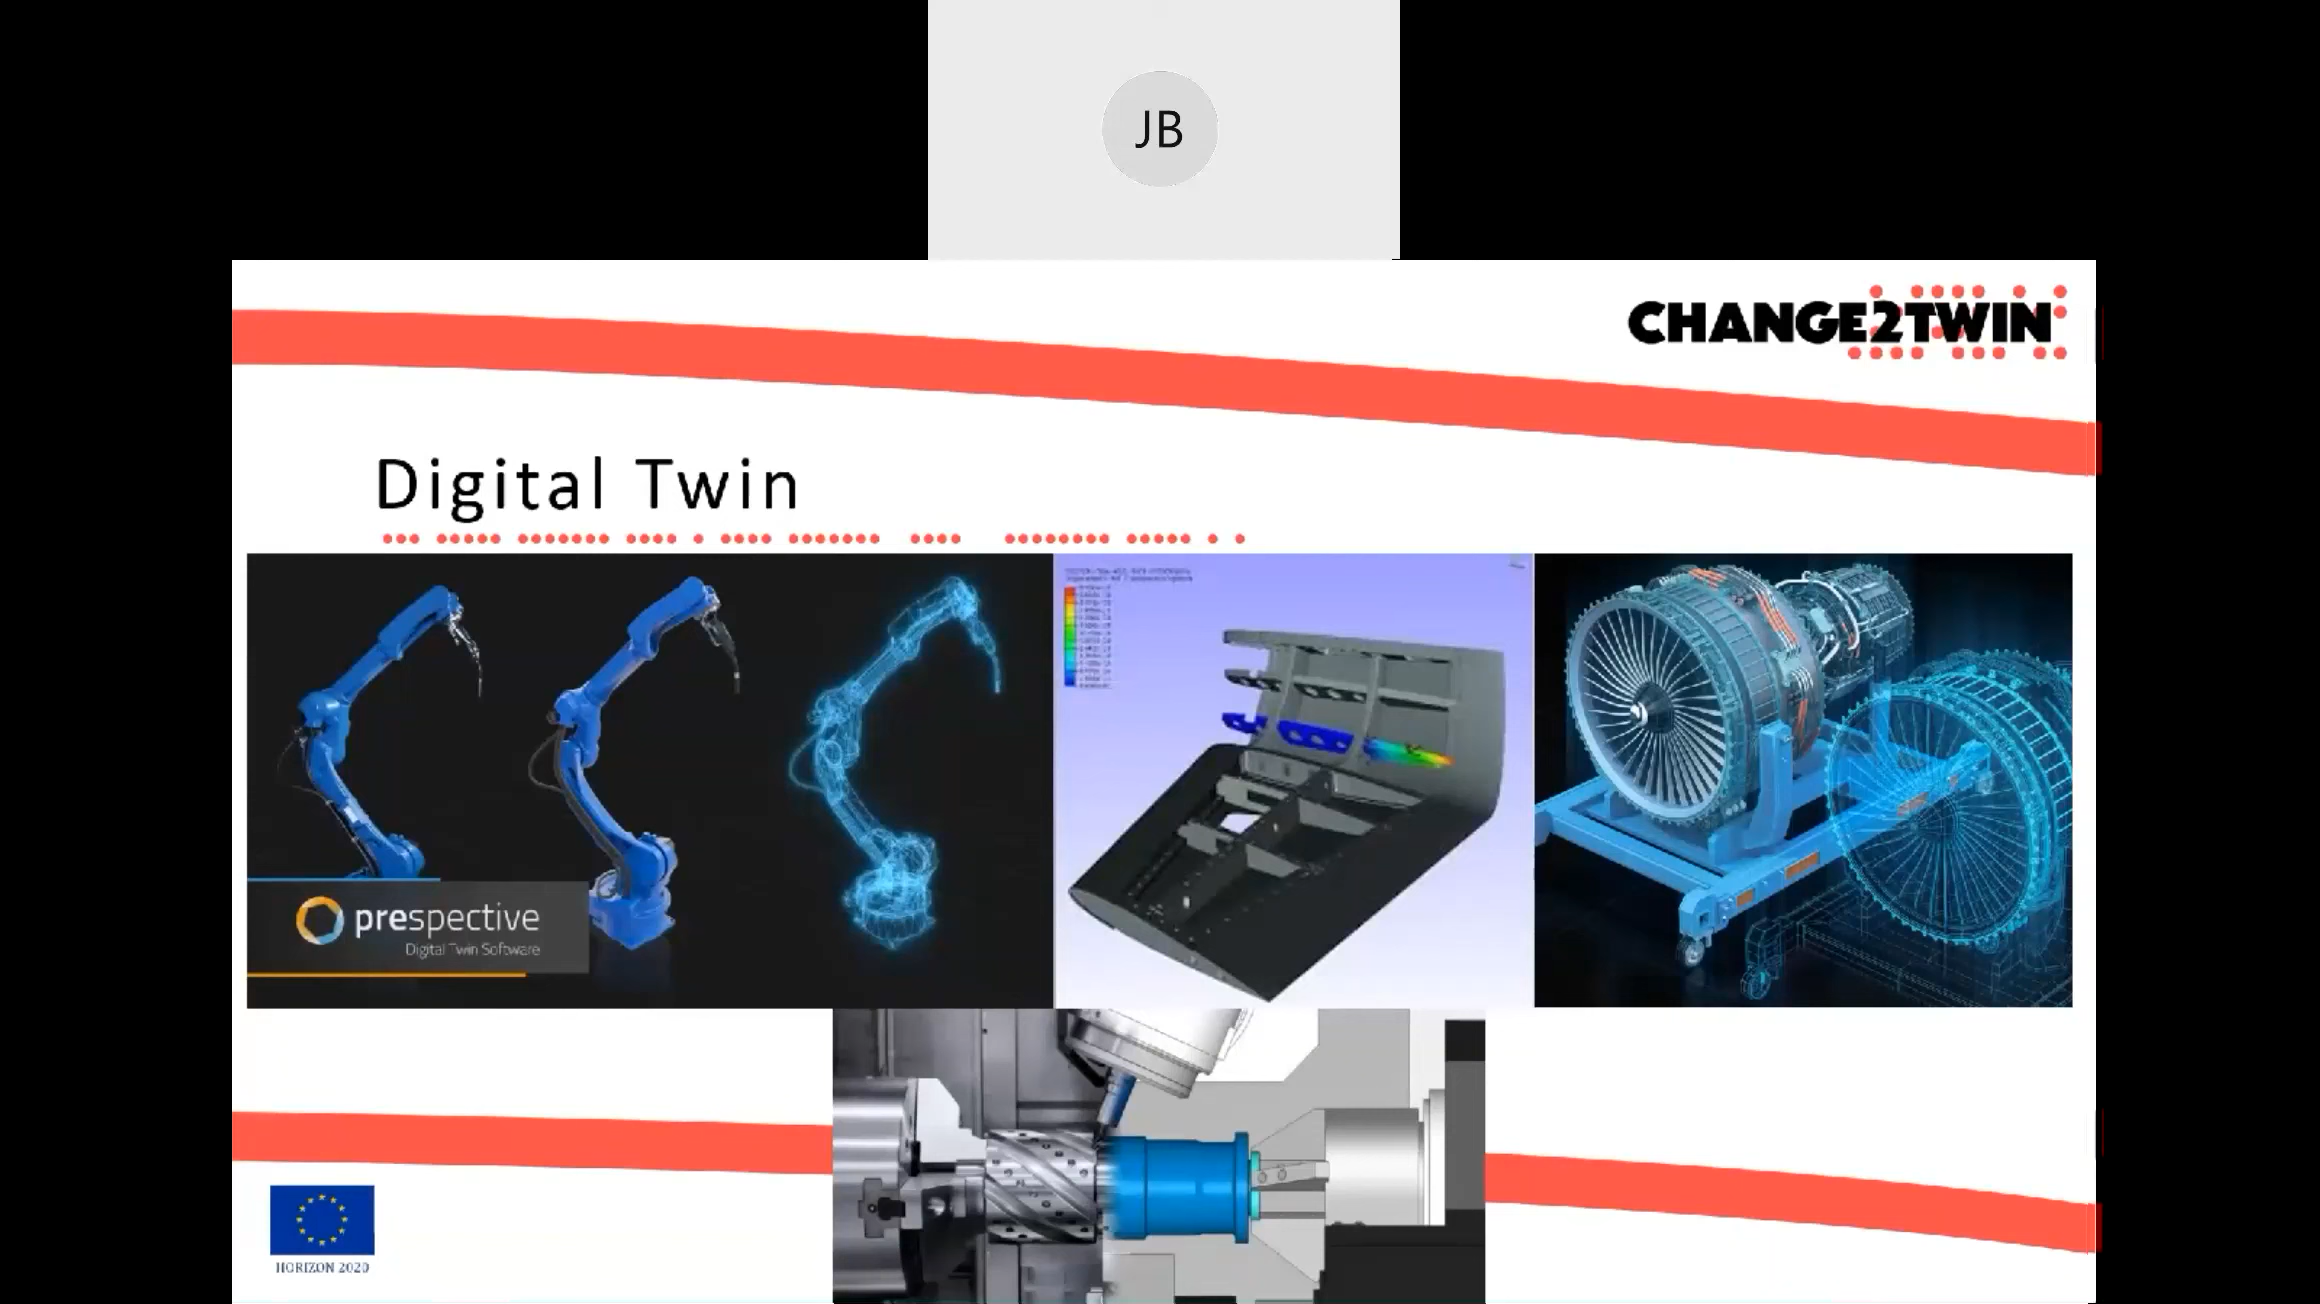 JB
CHANGE2TWIN
Digital Twin
prespective
Digital Twin Software
HORIZON 2020